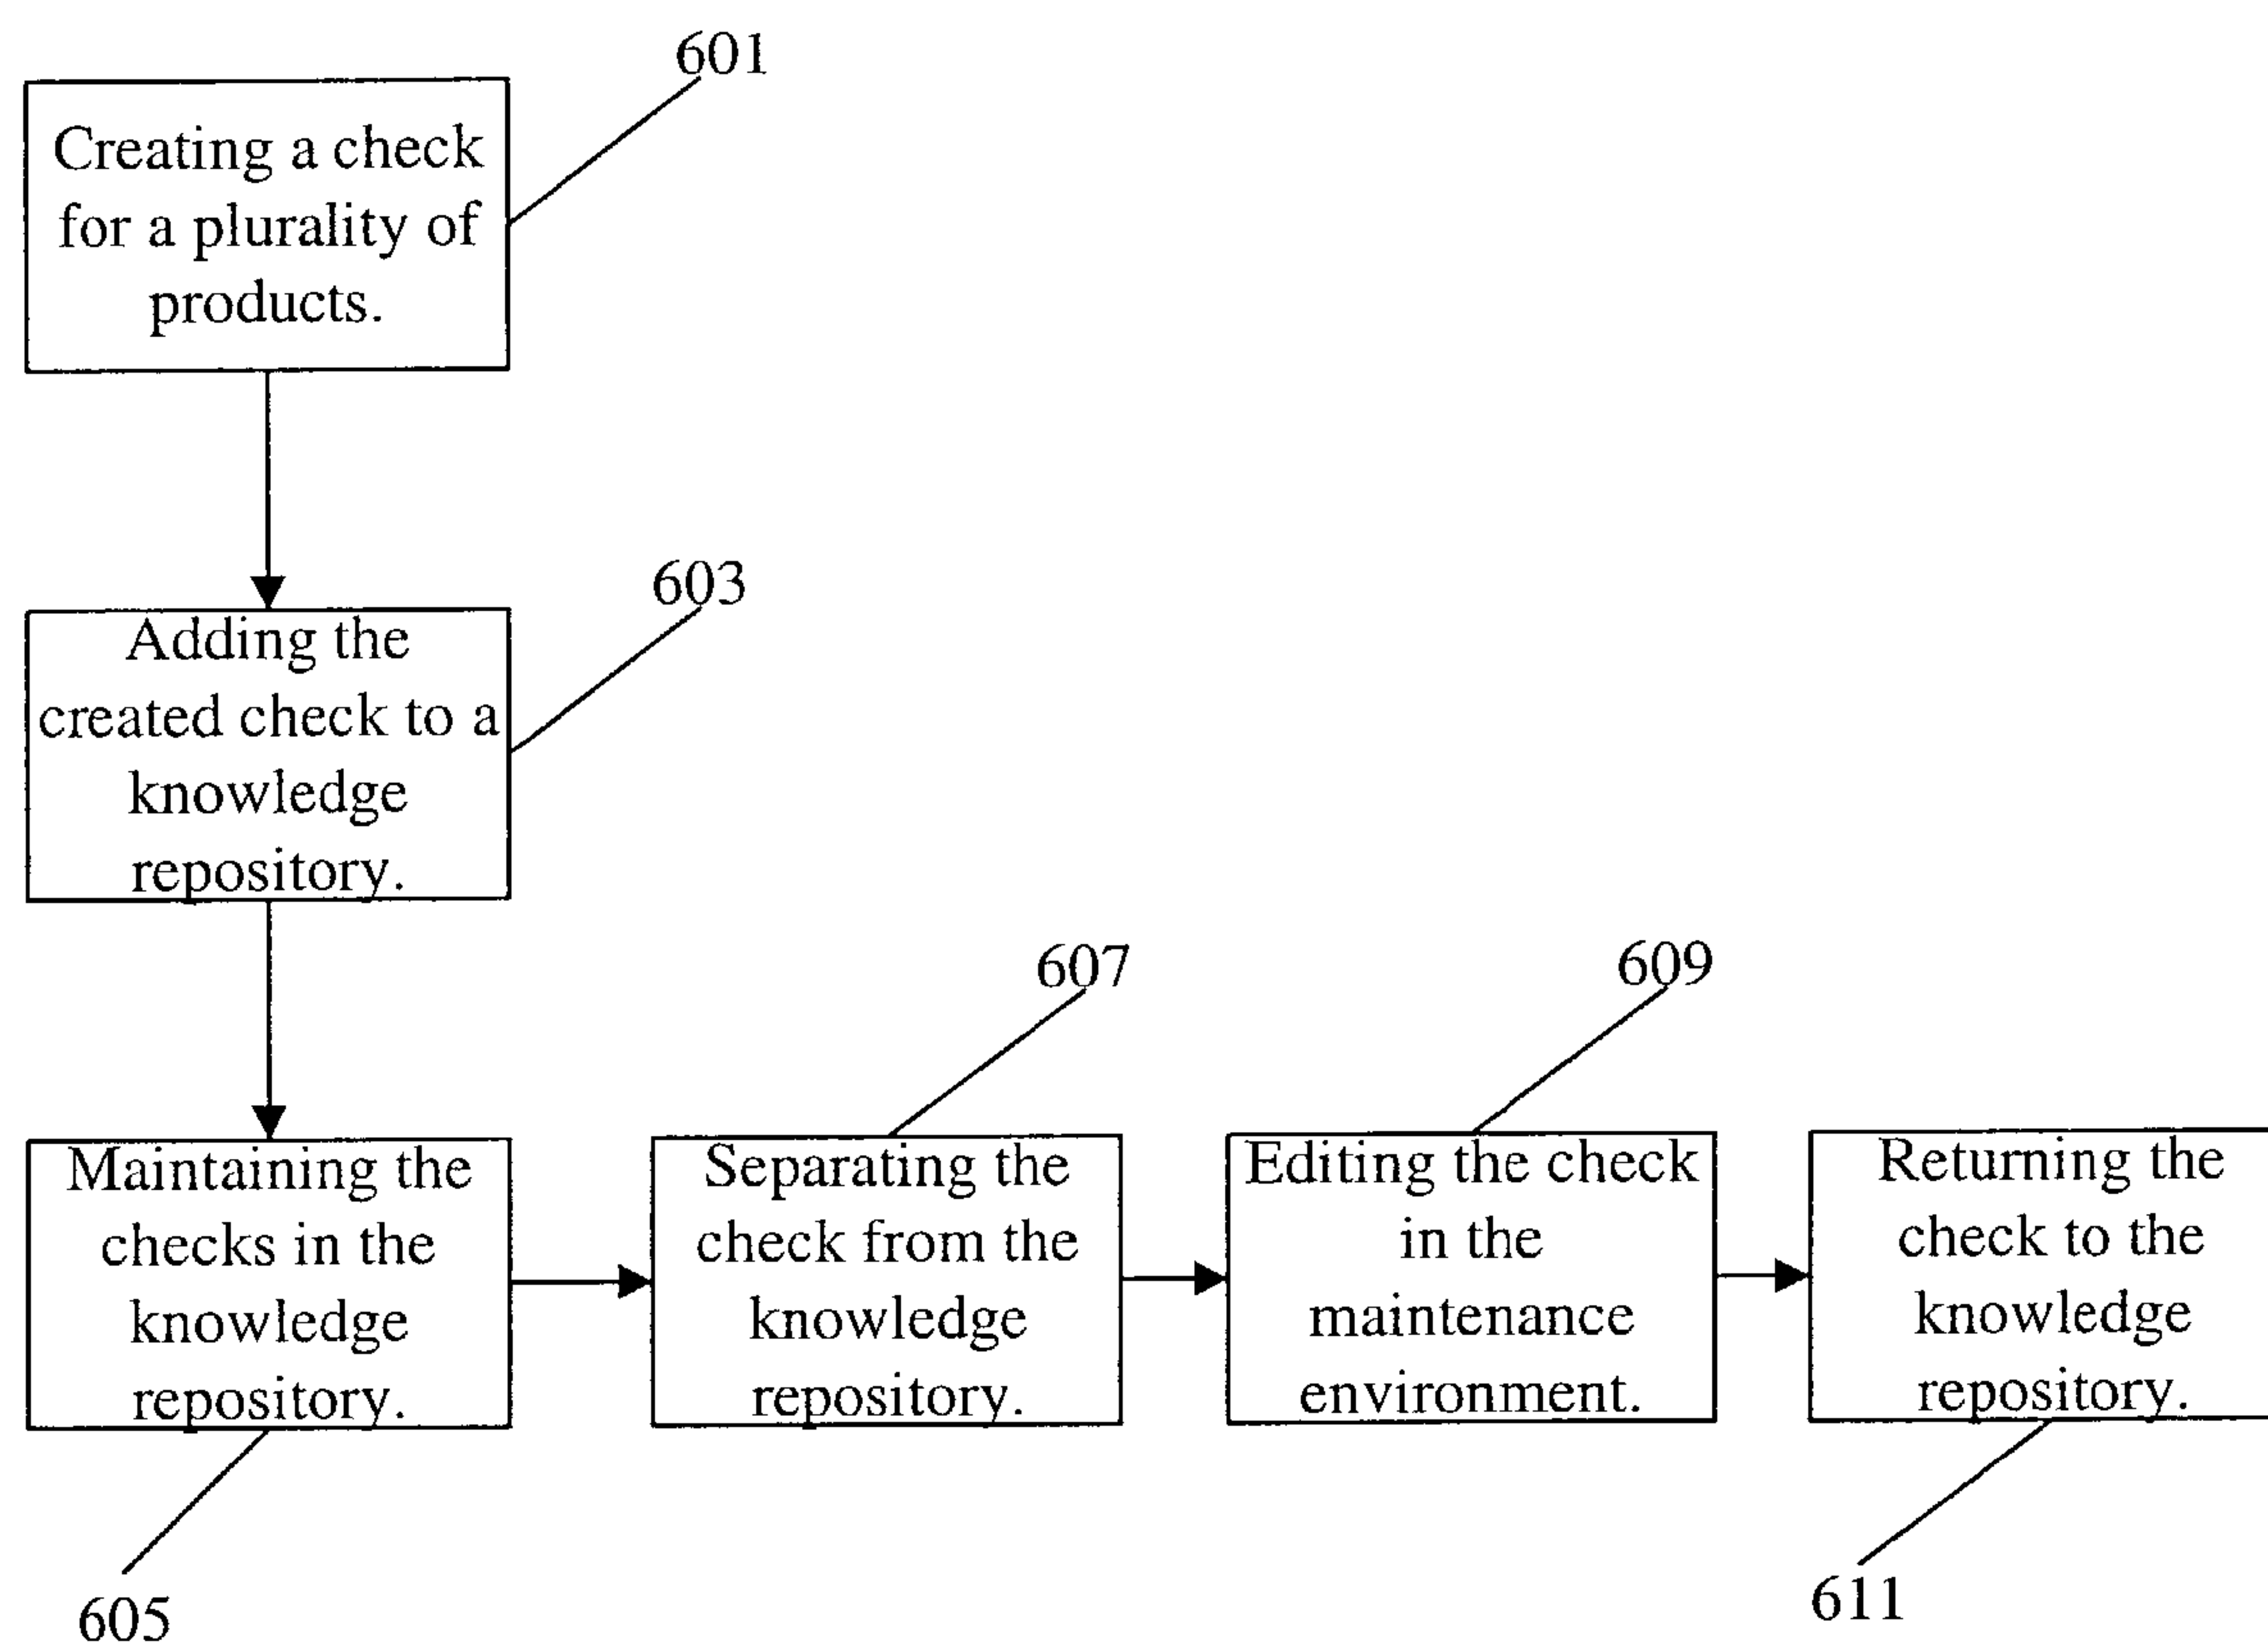 601
Creating a check
for a plurality of
products.
603
Adding the
created check to a
knowledge
repository.
Maintaining the
checks in the
knowledge
repository.
605
607
Separating the
check from the
knowledge
repository.
609
Editing the check
in the
maintenance
environment.
Returning the
check to the
knowledge
repository.
611